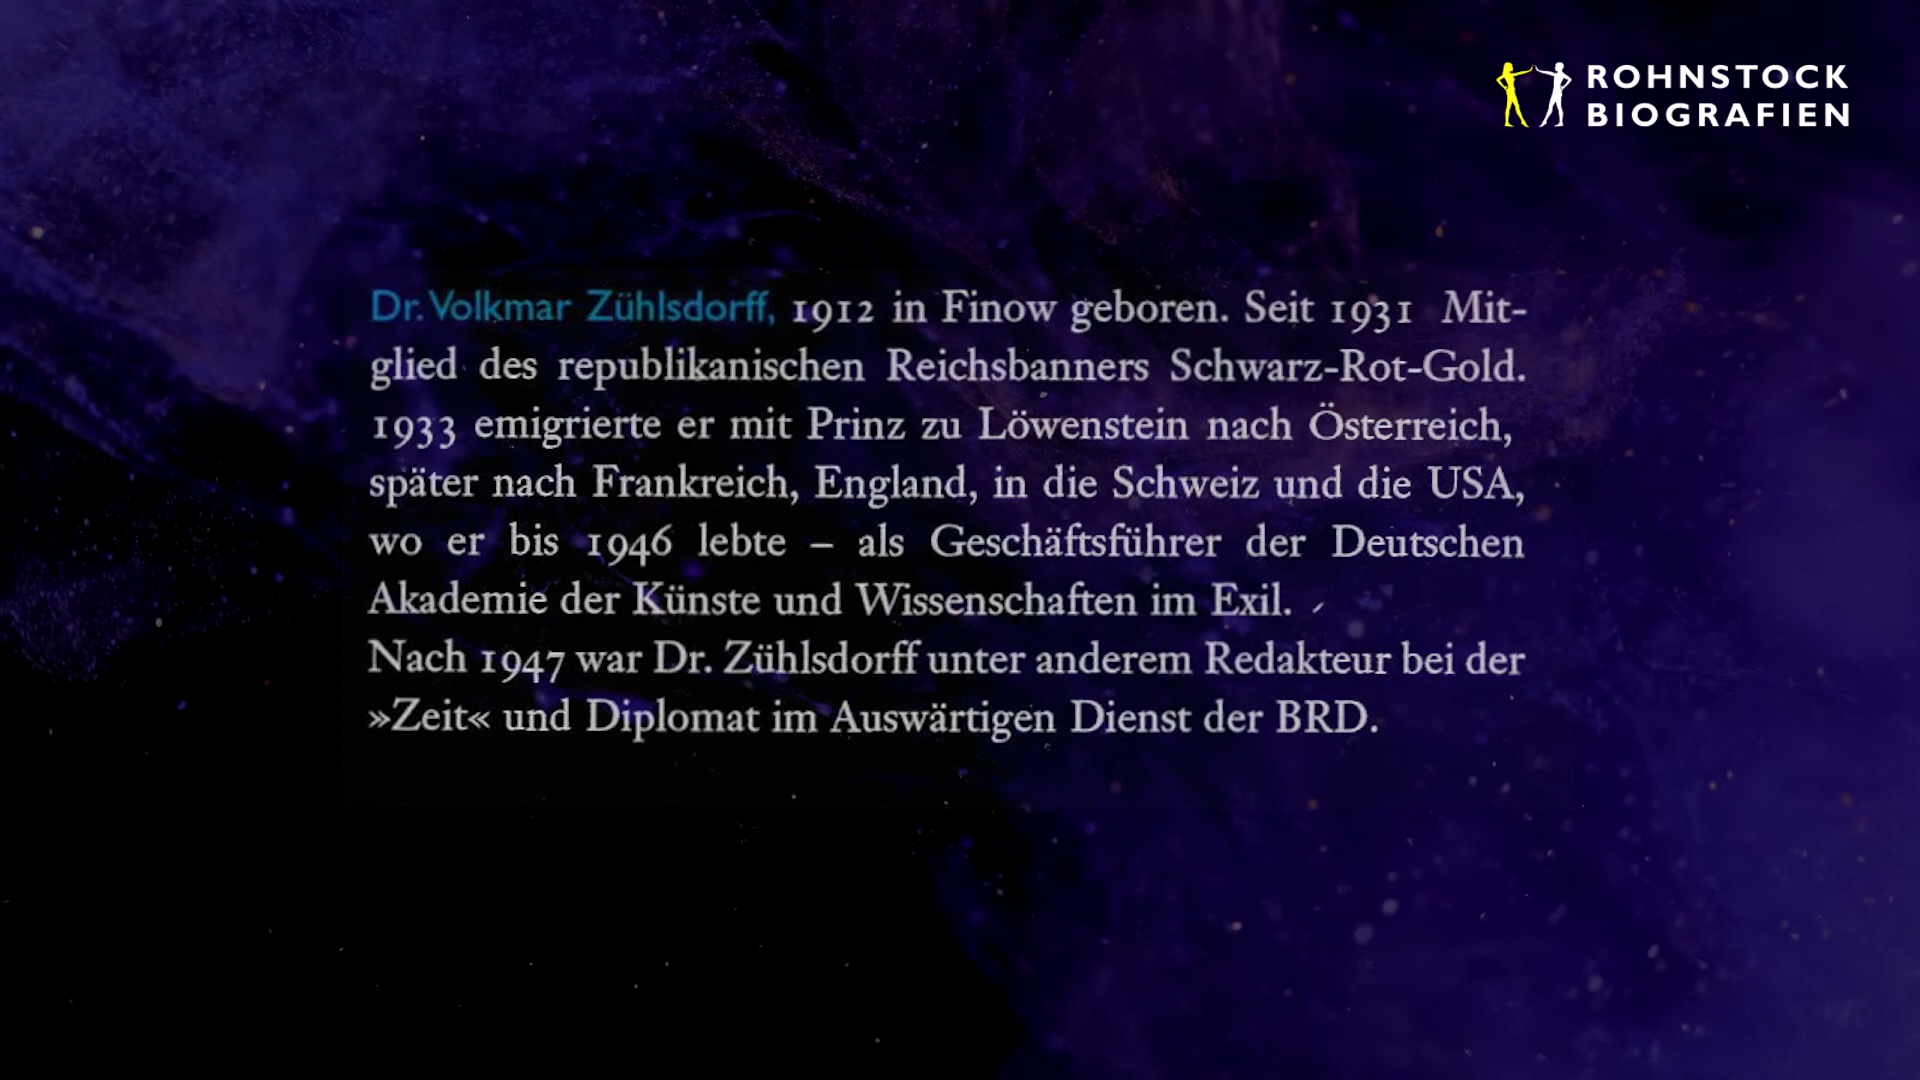 ROHNSTOCK
BIOGRAFIEN
Dr. Volkmar Zühlsdorff, 1912 in Finow geboren. Seit 1931 Mit-
glied des republikanischen Reichsbanners Schwarz-Rot-Gold.
1933 emigrierte er mit Prinz zu Löwenstein nach Österreich,
später nach Frankreich, England, in die Schweiz und die USA,
wo er bis 1946 lebte – als Geschäftsführer der Deutschen
Akademie der Künste und Wissenschaften im Exil.
Nach 1947 war Dr. Zühlsdorff unter anderem Redakteur bei der
»Zeit« und Diplomat im Auswärtigen Dienst der BRD.